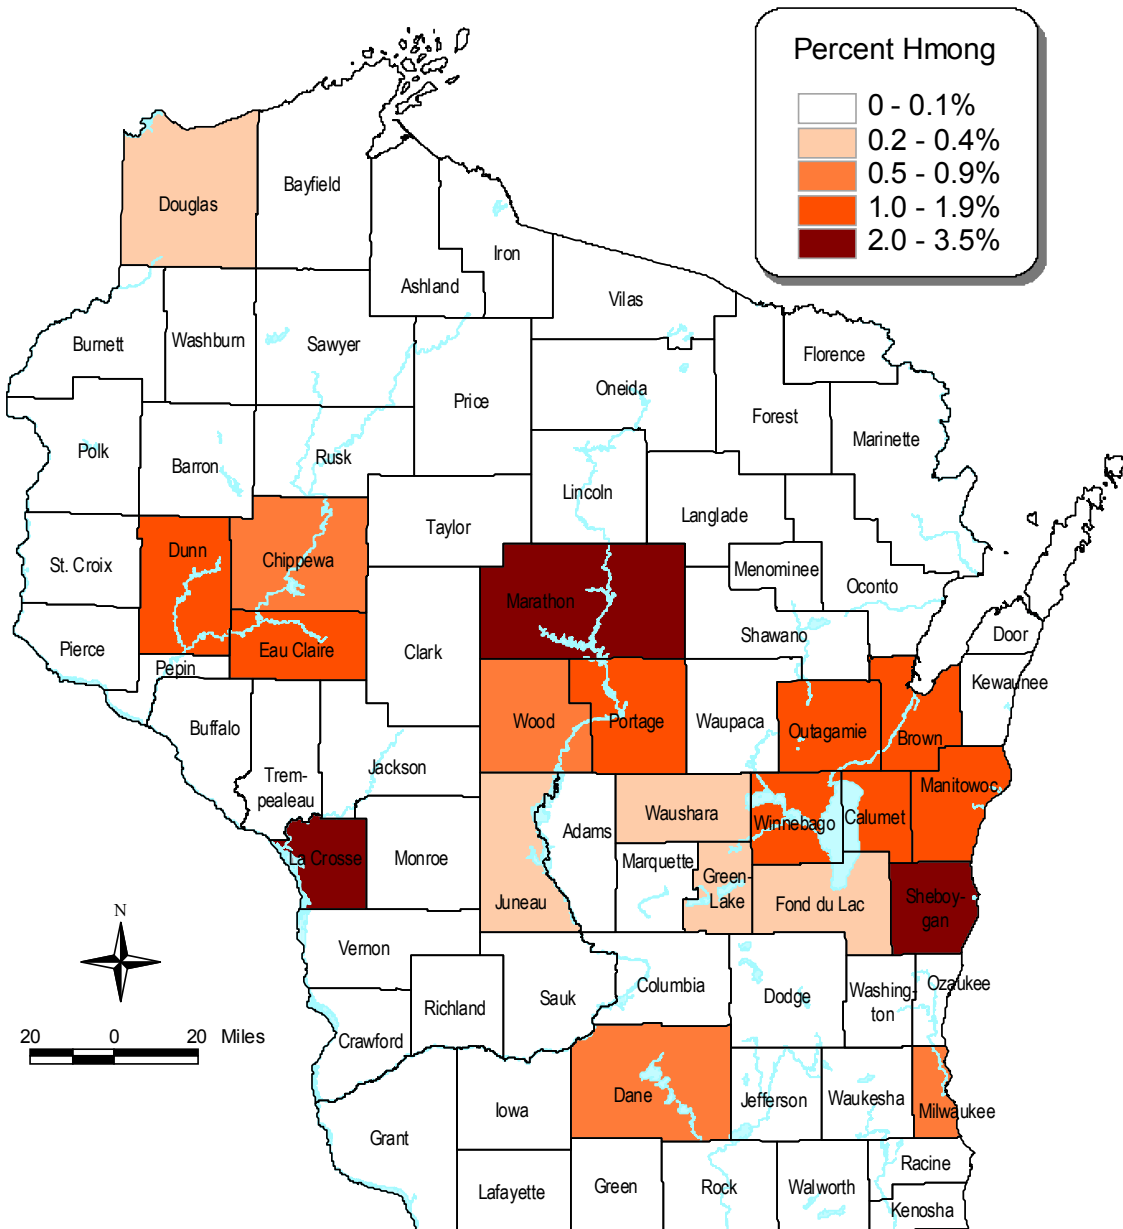 Percent Hmong
0 - 0.1%
0.2 - 0.4%
0.5 - 0.9%
1.0 - 1.9%
2.0 - 3.5%
Bayfield
Douglas
Iron
Ashland
Vilas
Washburn
Burnett
Sawyer
Florence
Oneida
Price
Forest
Marinette
Polk
Barron
Rusk
Lincoln
Langlade
Taylor
Dunn
Chippewa
St. Croix
Menominee
Oconto
Marathon
Door
Shawano
Pierce
Eau Claire
Clark
Pepin
Kewaunee
Buffalo
Wood
Portage
Waupaca
Outagamie
Brown
Jackson
Trem-
pealeau
Manitowoc
Waushara
Winnebago
Calumet
Adams
La Crosse
Monroe
Marquette
Green-
Lake
Juneau
Fond du Lac
Sheboy-
gan
N
Vernon
Columbia
Ozaukee
Washing-
ton
Dodge
Sauk
Richland
20 0 20 Miles
Crawford
Dane
Jefferson
Waukesha
Milwaukee
Iowa
Grant
Racine
Lafayette
Green
Rock
Walworth
Kenosha